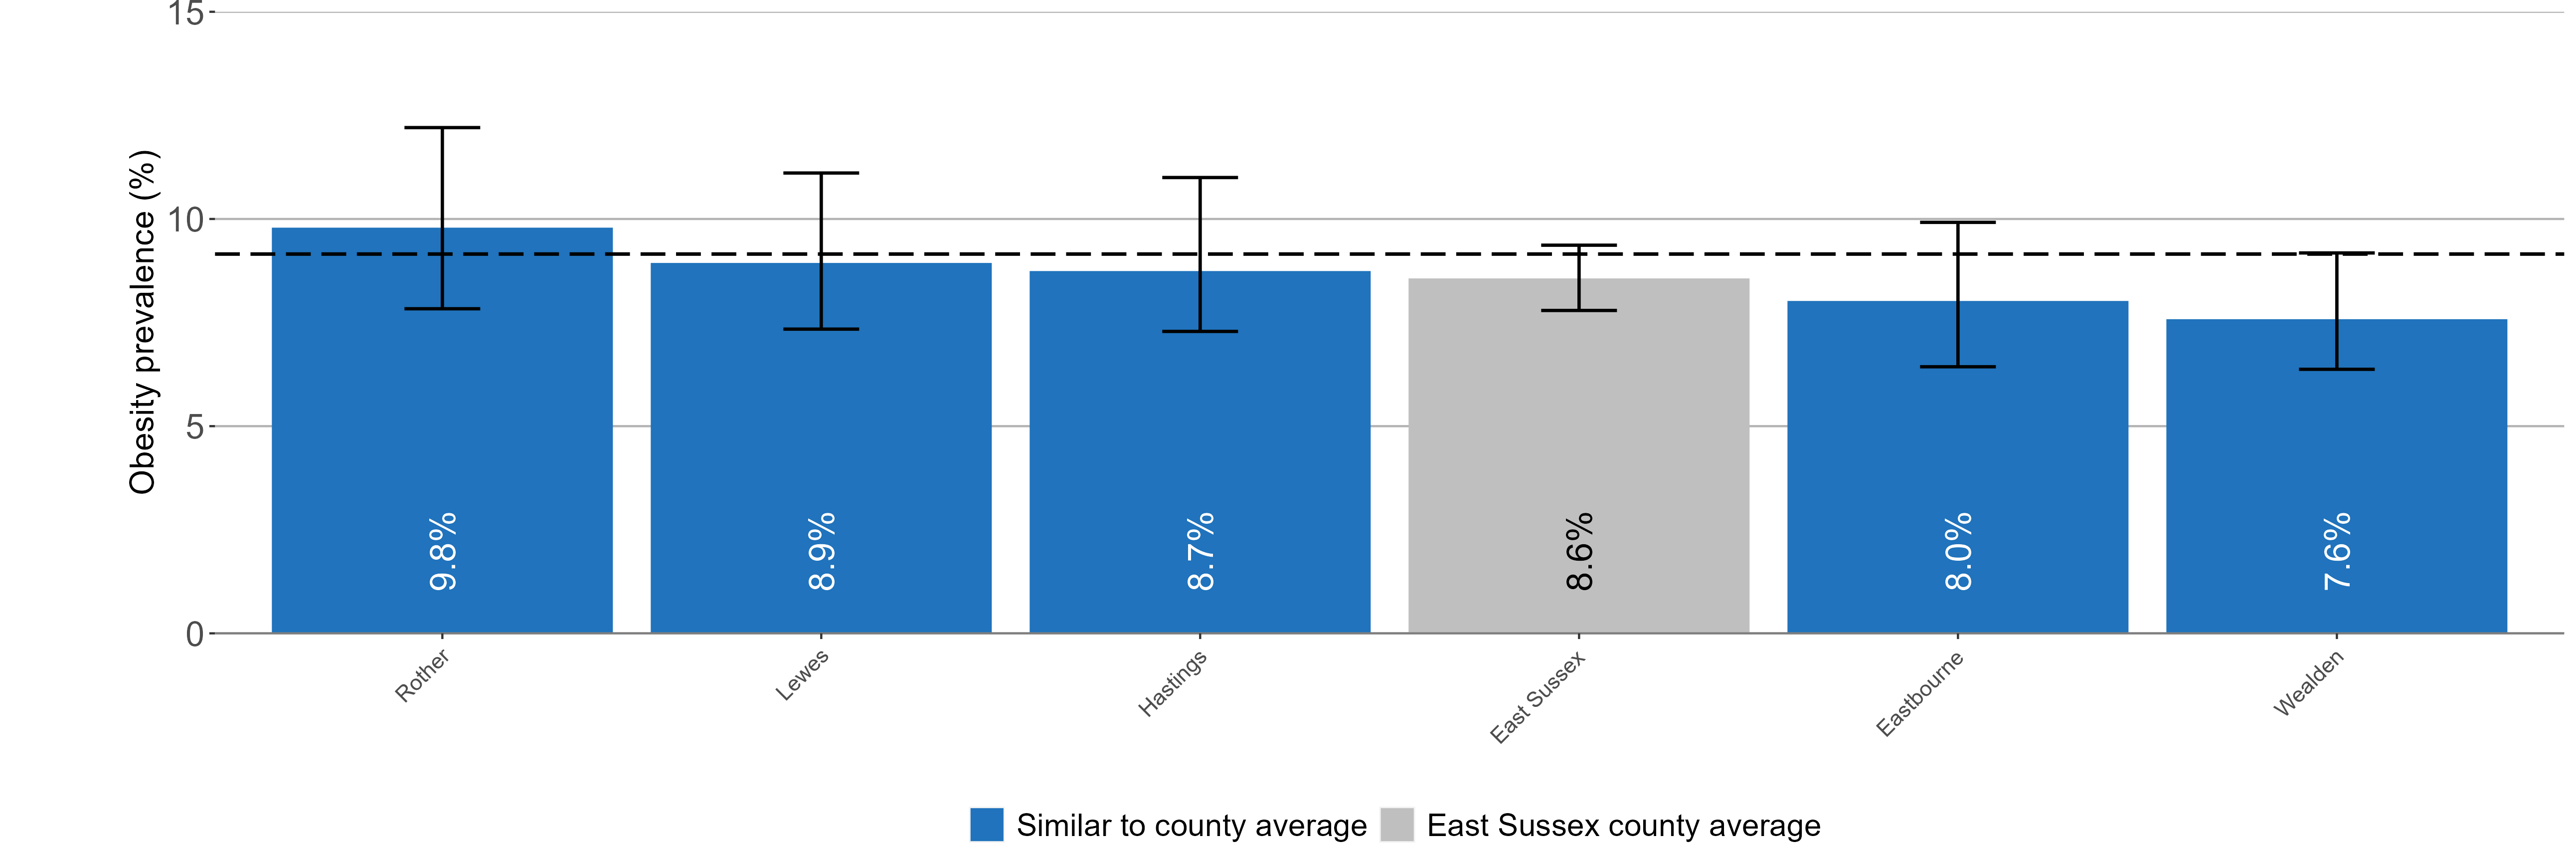 Obesity prevalence (%)
15
10
5
0
9.8%
8.9%
8.7%
8.6%
8.0%
7.6%
Rother
Lewes
Hastings
East Sussex
Eastbourne
Wealden
Similar to county average
East Sussex county average